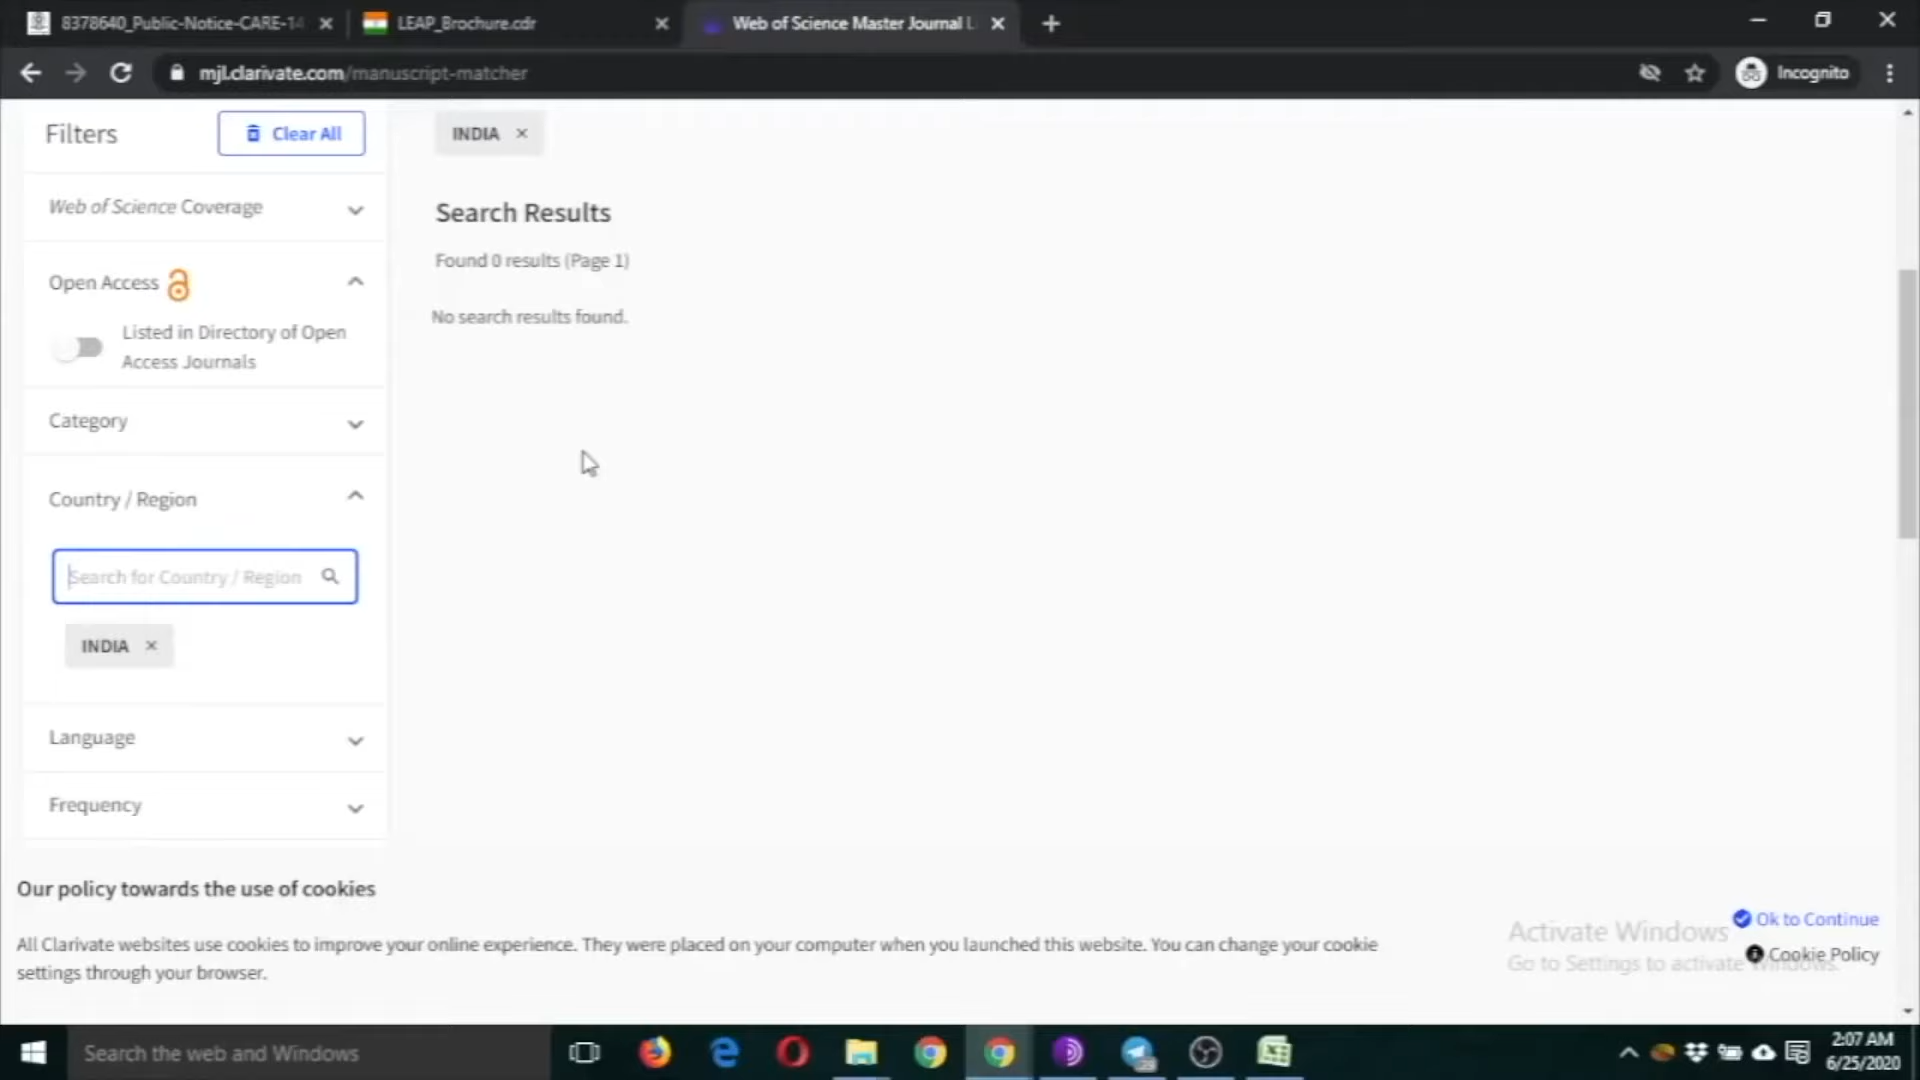 8378640_Public-Notice-CARE-14
LEAP_Brochure.cdr
Web of Science Master Journal L
mjl.clarivate.com/manuscript-matcher
Incognito
Filters
Clear All
INDIA
Web of Science Coverage
Search Results
Found 0 results (Page 1)
Open Access
No search results found.
Listed in Directory of Open
Access Journals
Category
Country / Region
Search for Country / Region
INDIA
Language
Frequency
Our policy towards the use of cookies
All Clarivate websites use cookies to improve your online experience. They were placed on your computer when you launched this website. You can change your cookie
settings through your browser.
Ok to Continue
Cookie Policy
Activate Windows
Go to Settings to activate Windows.
Search the web and Windows
2:07 AM
6/25/2020